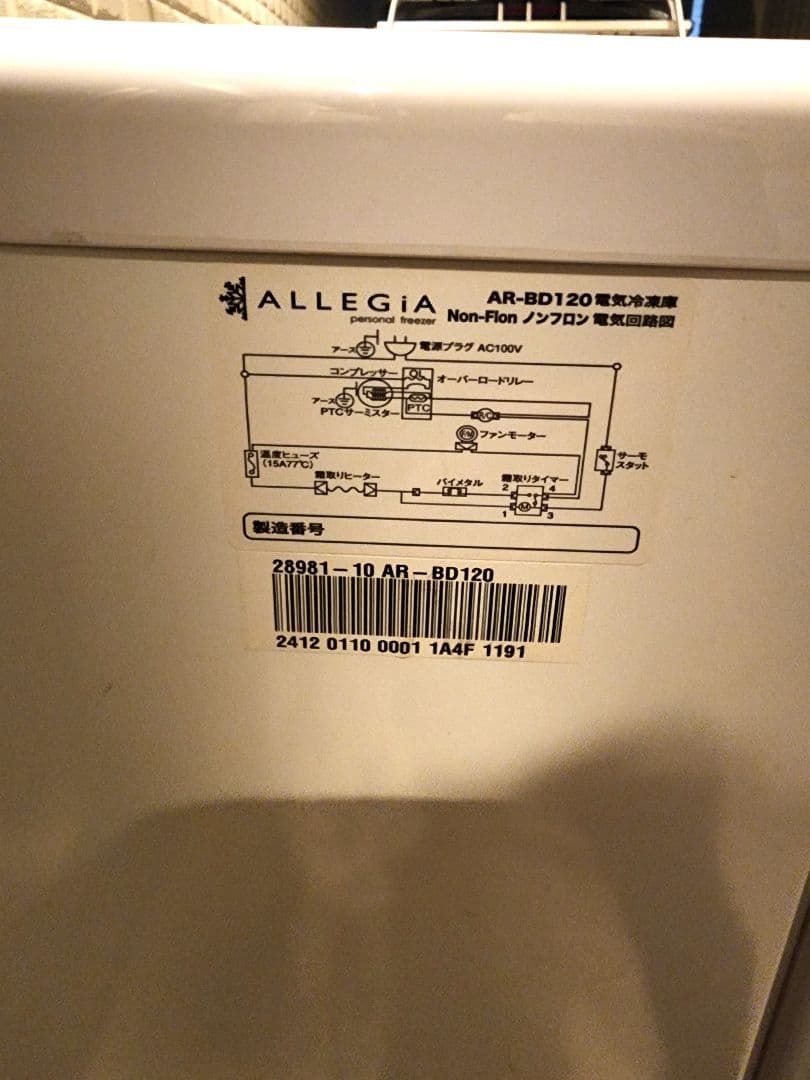 ALLEGiA
personal freezer
AR-BD120 電気冷凍庫
Non-Flon ノンフロン 電気回路図
アース
電源プラグ AC100V
コンプレッサー
OL
オーバーロードリレー
アース
PTC
PTCサーミスター
R/C
FM
ファンモーター
温度ヒューズ
(15A77℃)
サーモ
スタット
霜取りヒーター
バイメタル
霜取りタイマー
2
4
M
1
3
製造番号
28981-10 AR-BD120
2412 0110 0001 1A4F 1191